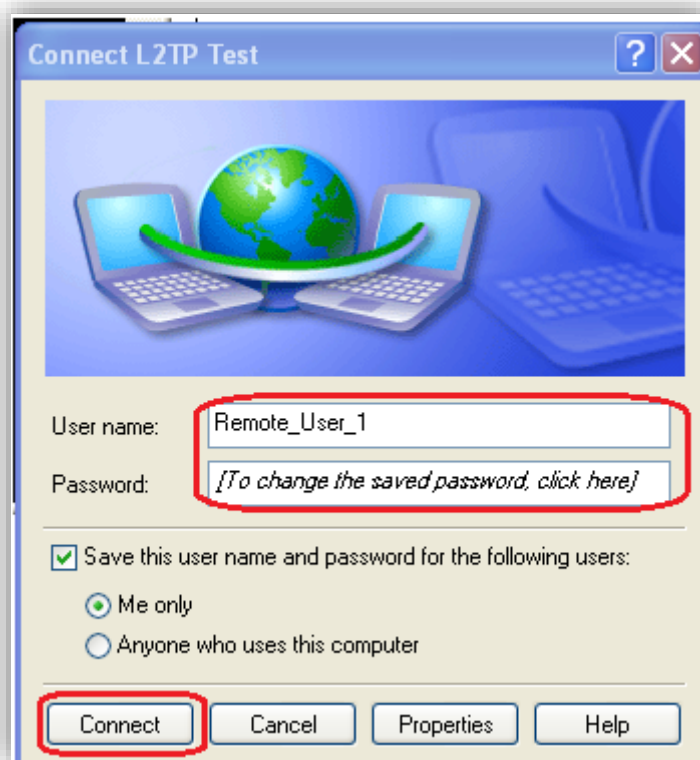 Connect L2TP Test
User name: Remote_User_1
Password: [To change the saved password, click here]
Save this user name and password for the following users:
Me only
Anyone who uses this computer
Connect Cancel Properties Help